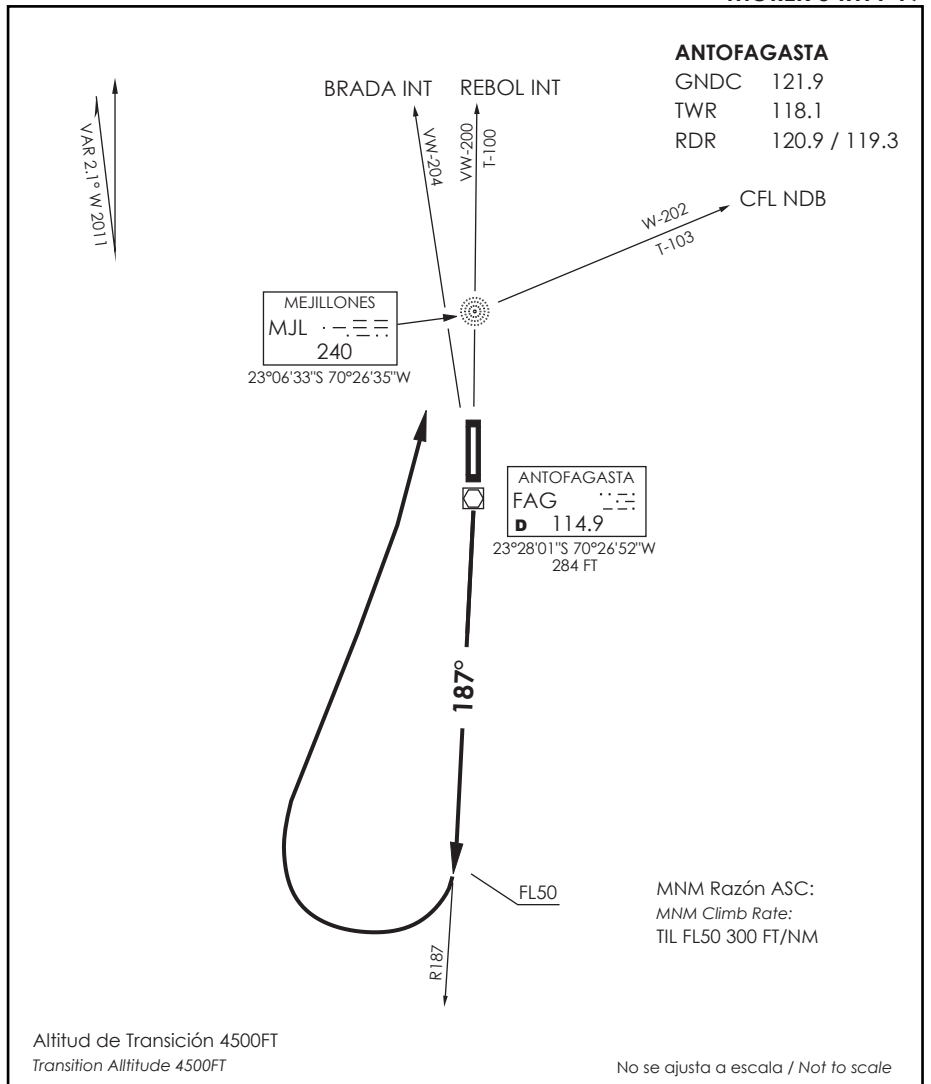 ANTOFAGASTA
GNDC 121.9
TWR 118.1
RDR 120.9 / 119.3
BRADA INT
REBOL INT
VAR 2.1° W 2011
VW-204
VW-200
T-100
W-202
T-103
CFL NDB
MEJILLONES
MJL
240
23°06'33"S 70°26'35"W
ANTOFAGASTA
FAG
D 114.9
23°28'01"S 70°26'52"W
284 FT
187°
FL50
R187
MNM Razón ASC:
MNM Climb Rate:
TIL FL50 300 FT/NM
Altitud de Transición 4500FT
Transition Alltitude 4500FT
No se ajusta a escala / Not to scale